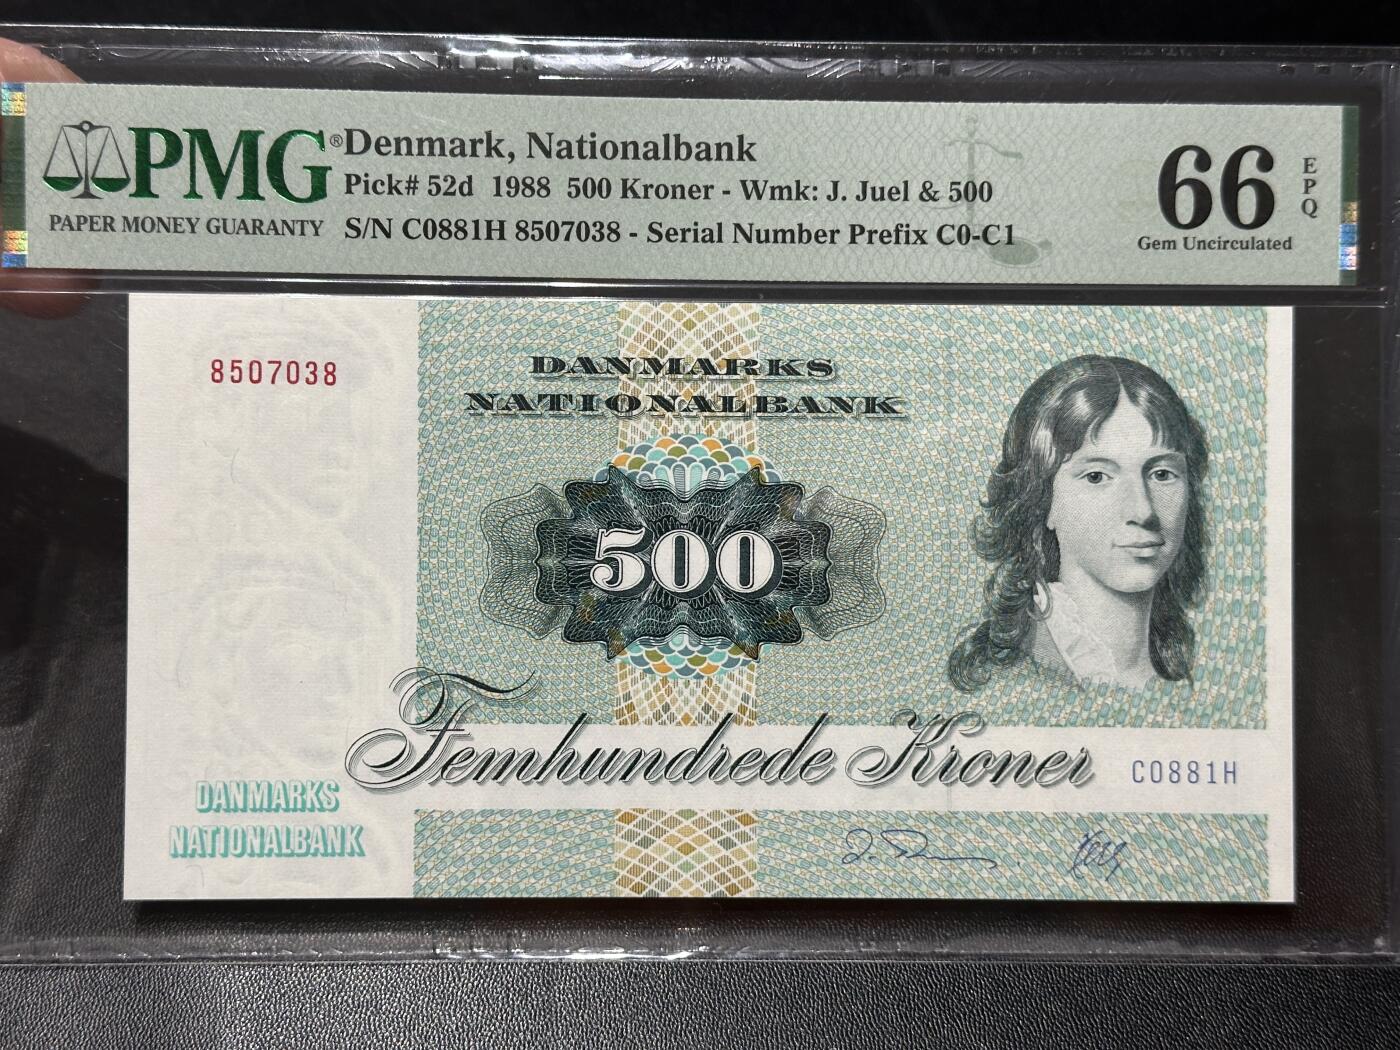 PMG®
PAPER MONEY GUARANTY
Denmark, Nationalbank
Pick# 52d 1988 500 Kroner - Wmk: J. Juel & 500
S/N C0881H 8507038 - Serial Number Prefix C0-C1
66
EPQ
Gem Uncirculated
8507038
DANMARKS
NATIONALBANK
500
Femhundrede Kroner
C0881H
DANMARKS
NATIONALBANK